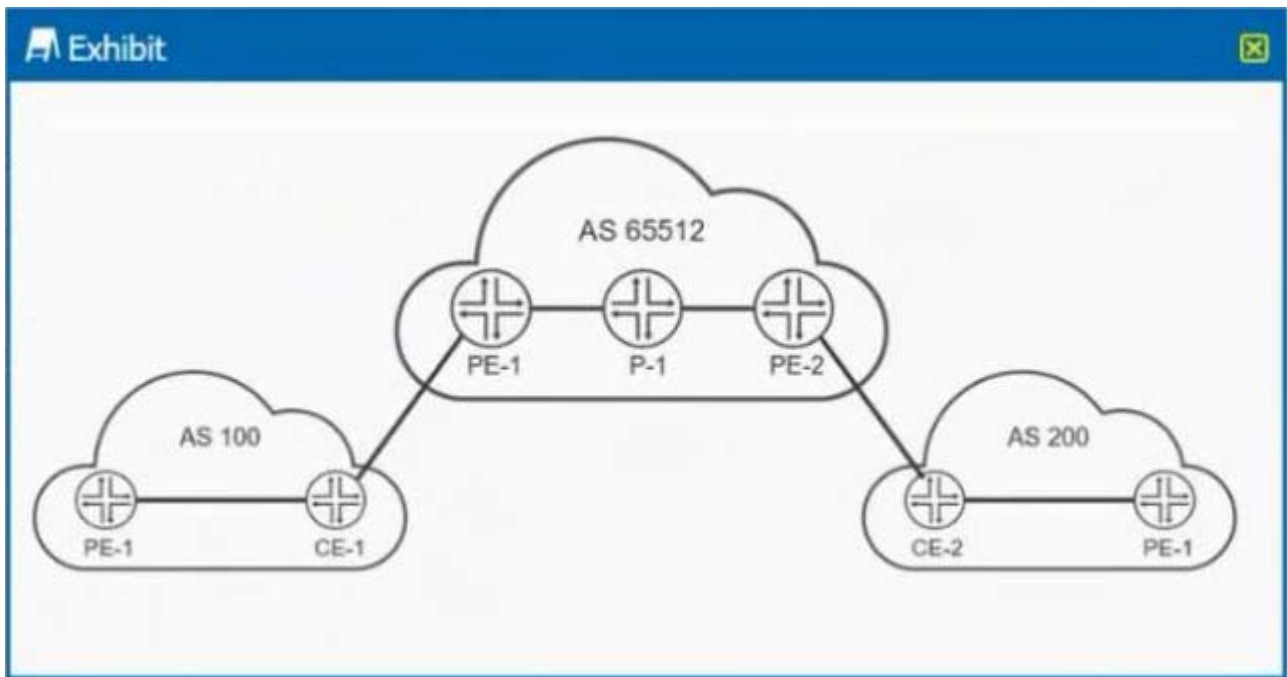 Exhibit
AS 65512
PE-1 P-1 PE-2
AS 100
AS 200
PE-1 CE-1
CE-2 PE-1